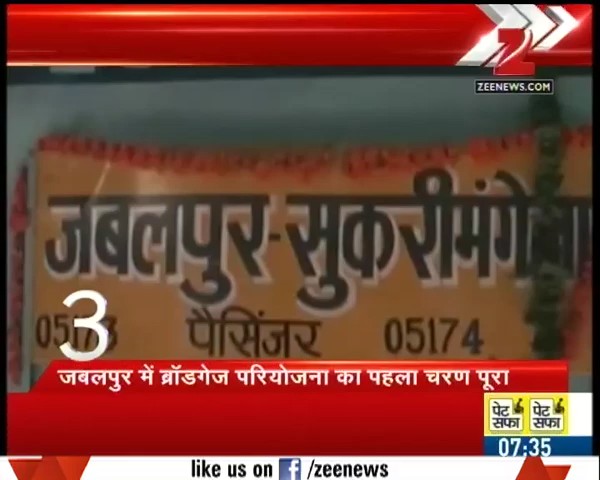 ZEENEWS.COM
जबलपुर-सुकरीमंगेला
3
05173 पैसिंजर 05174
जबलपुर में ब्रॉडगेज परियोजना का पहला चरण पूरा
पेट सफा पेट सफा
07:35
like us on f /zeenews